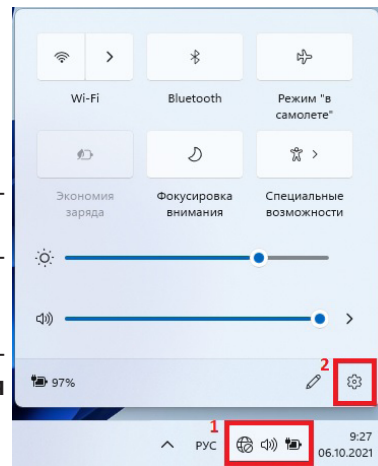 Wi-Fi
Bluetooth
Режим "в
самолете"
Экономия
заряда
Фокусировка
внимания
Специальные
возможности
97%
2
1
РУС
9:27
06.10.2021